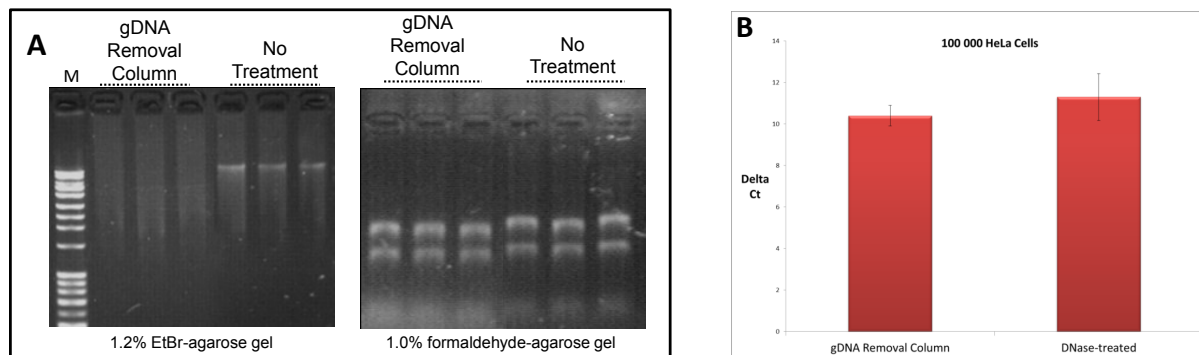 A
gDNA
Removal
Column
No
Treatment
M
gDNA
Removal
Column
No
Treatment
1.2% EtBr-agarose gel
1.0% formaldehyde-agarose gel
B
100 000 HeLa Cells
14
12
10
8
6
4
2
0
Delta
Ct
gDNA Removal Column
DNase-treated